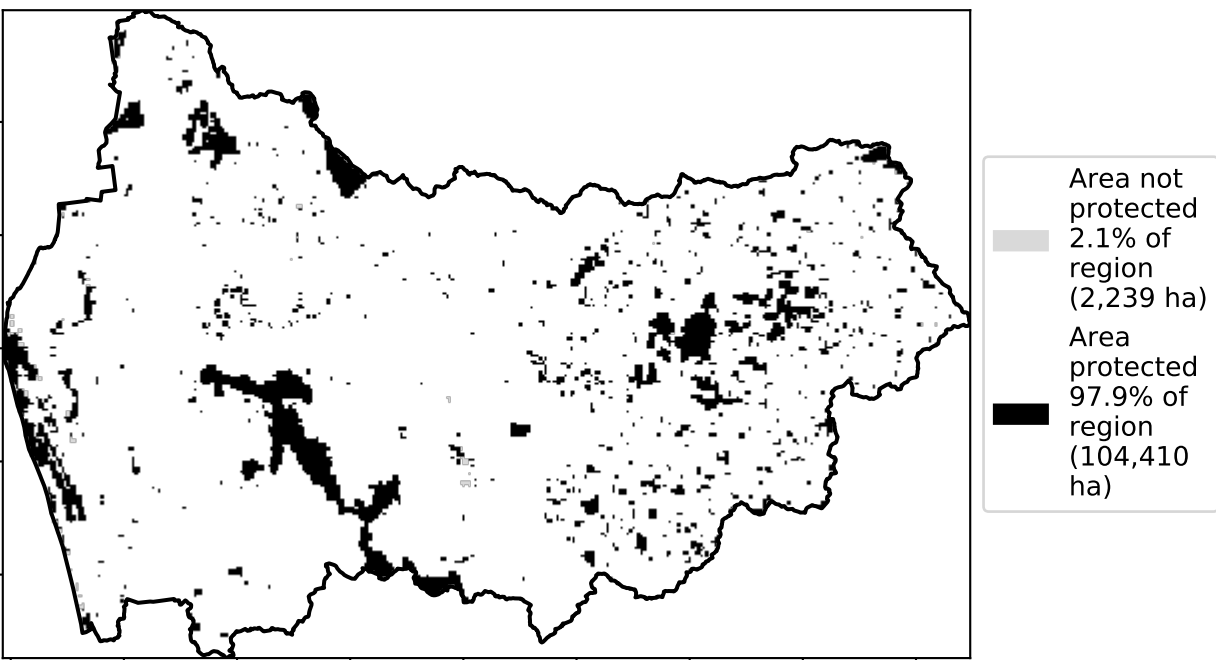 Area not
protected
2.1% of
region
(2,239 ha)
Area
protected
97.9% of
region
(104,410
ha)